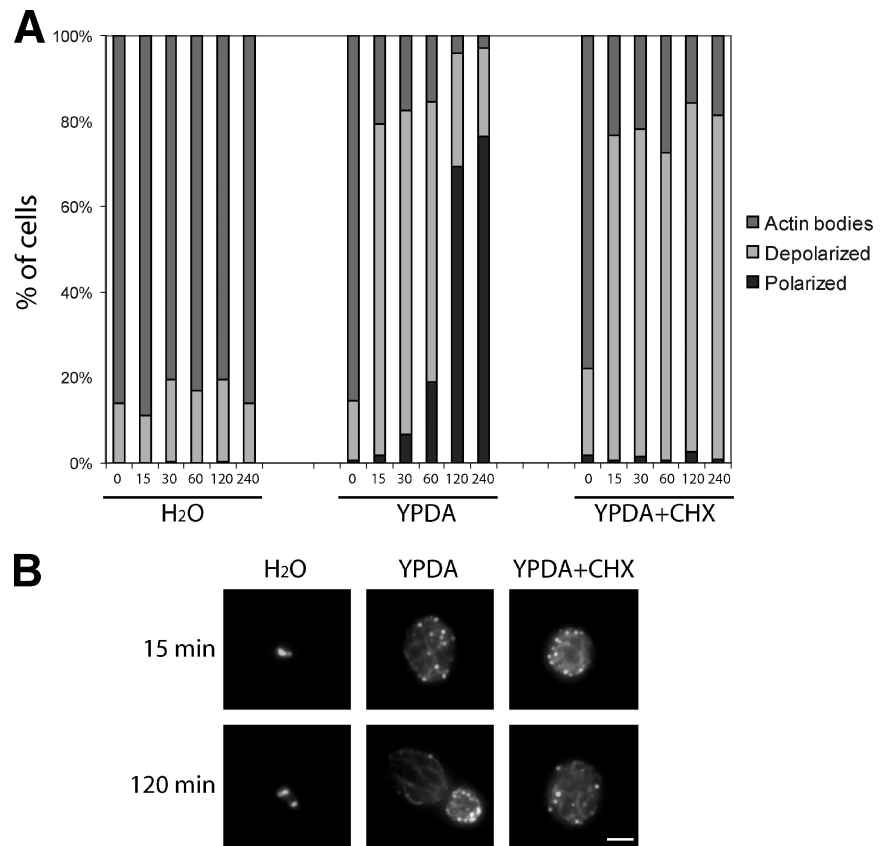 A
% of cells
100%
80%
60%
40%
20%
0%
0 15 30 60 120 240
0 15 30 60 120 240
0 15 30 60 120 240
H2O YPDA YPDA+CHX
Actin bodies
Depolarized
Polarized
B
H2O YPDA YPDA+CHX
15 min
120 min